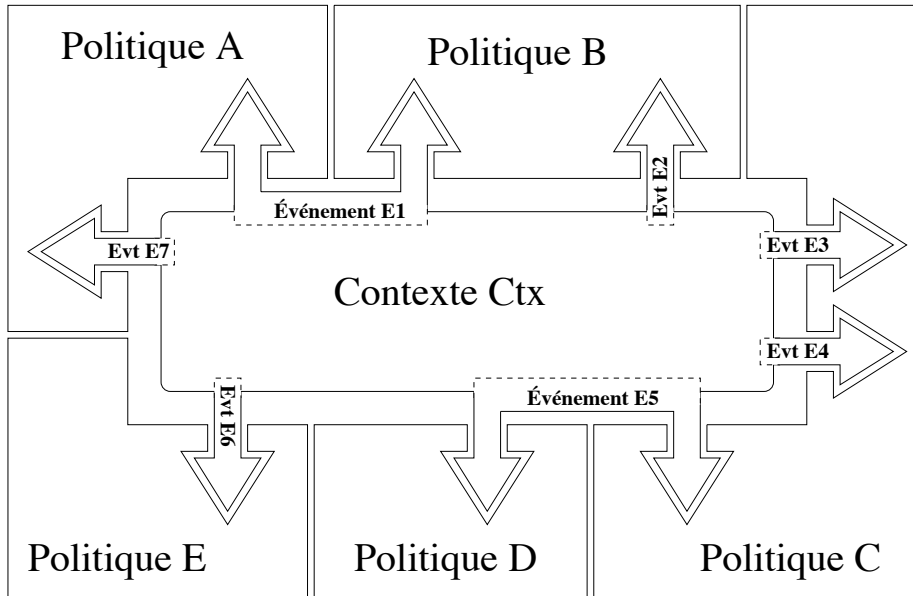 Politique A
Politique B
Evt E2
Événement E1
Evt E7
Evt E3
Contexte Ctx
Evt E4
Événement E5
Evt E6
Politique E
Politique D
Politique C